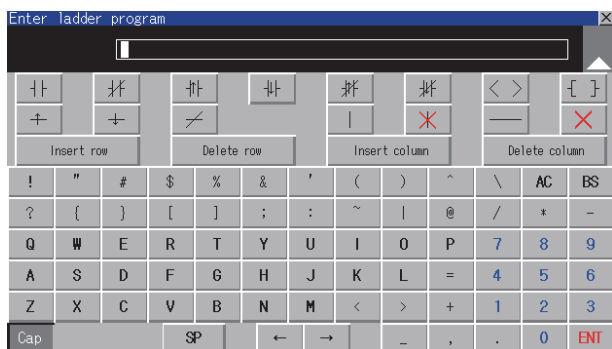 Enter ladder program X
Insert row Delete row Insert column Delete column
! " # $ % & ' ( ) ^ \ AC BS
? { } [ ] ; : ~ | @ / * -
Q W E R T Y U I O P 7 8 9
A S D F G H J K L = 4 5 6
Z X C V B N M < > + 1 2 3
Cap SP ← → _ , . 0 ENT